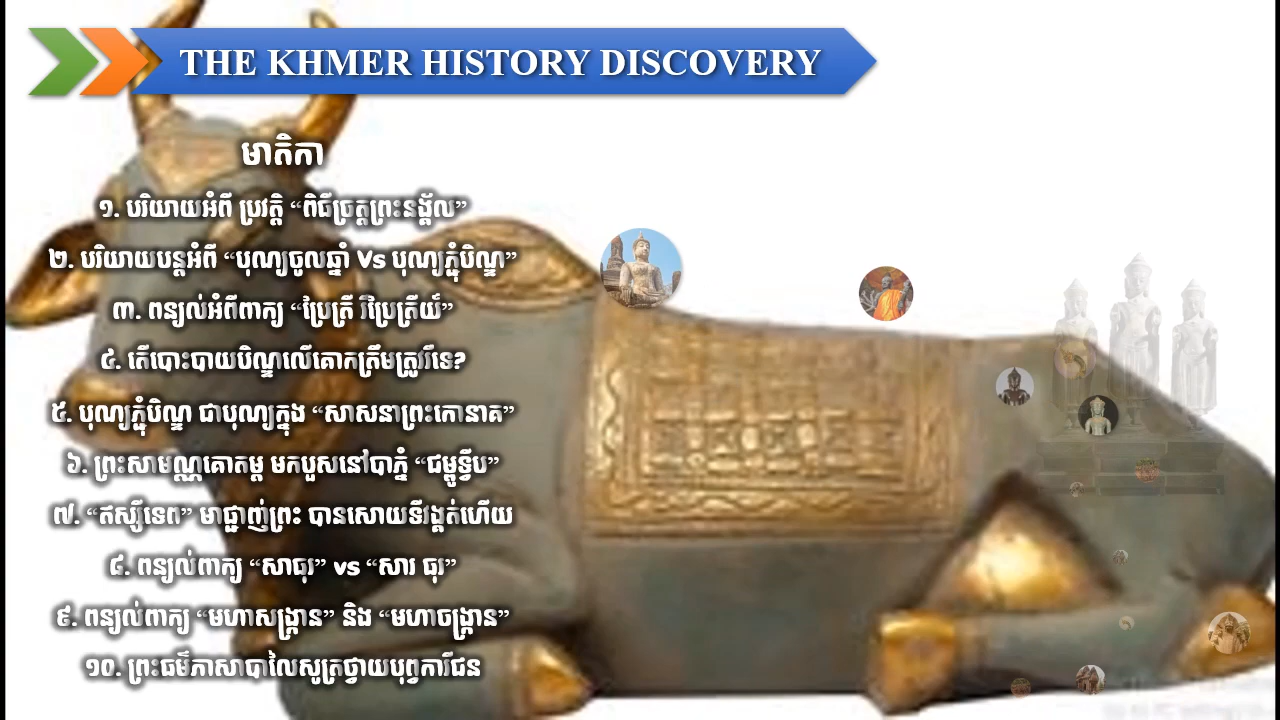 THE KHMER HISTORY DISCOVERY
មាតិកា
១. បរិយាយអំពី ប្រវត្តិ “ពិធីច្រត្តព្រះនង្គ័ល”
២. បរិយាយបន្តអំពី “បុណ្យចូលឆ្នាំ Vs បុណ្យភ្ជុំបិណ្ឌ”
៣. ពន្យល់អំពីពាក្យ “ប្រៃត្រី រឺប្រៃត្រីយ៍”
៤. តើបោះបាយបិណ្ឌលើគោកត្រឹមត្រូវរឺទេ?
៥. បុណ្យភ្ជុំបិណ្ឌ ជាបុណ្យក្នុង “សាសនាព្រះកោនាគ”
៦. ព្រះសាមណ្ណគោតម្ត មកបួសនៅបាភ្នំ “ជម្ពូទ្វីប”
៧. “ឥស្សីទេព” មាផ្ជាញ់ព្រះ បានសោយទីវង្គត់ហើយ
៨. ពន្យល់ពាក្យ “សាធុរ” vs “សារ ធុរ”
៩. ពន្យល់ពាក្យ “មហាសង្ក្រាន” និង “មហាចង្ក្រាន”
១០. ព្រះធម៌ភាសាបាលៃសូត្រថ្វាយបុព្វការីជន